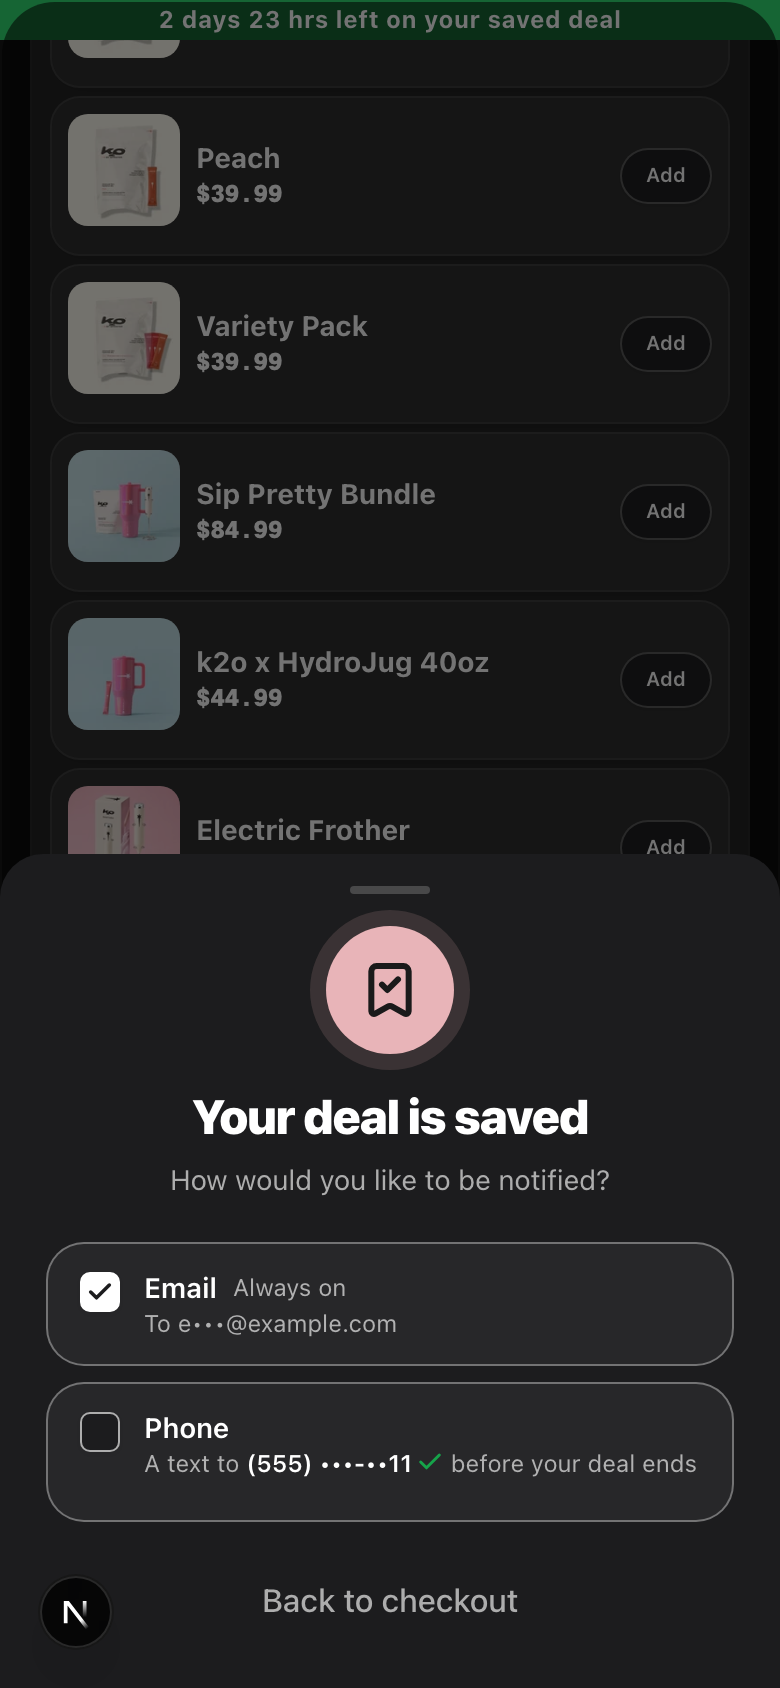 2 days 23 hrs left on your saved deal
Peach
$39.99
Add
Variety Pack
$39.99
Add
Sip Pretty Bundle
$84.99
Add
k2o x HydroJug 40oz
$44.99
Add
Electric Frother
Add
Your deal is saved
How would you like to be notified?
Email Always on
To e•••@example.com
Phone
A text to (555) •••-••11 ✓ before your deal ends
N
Back to checkout